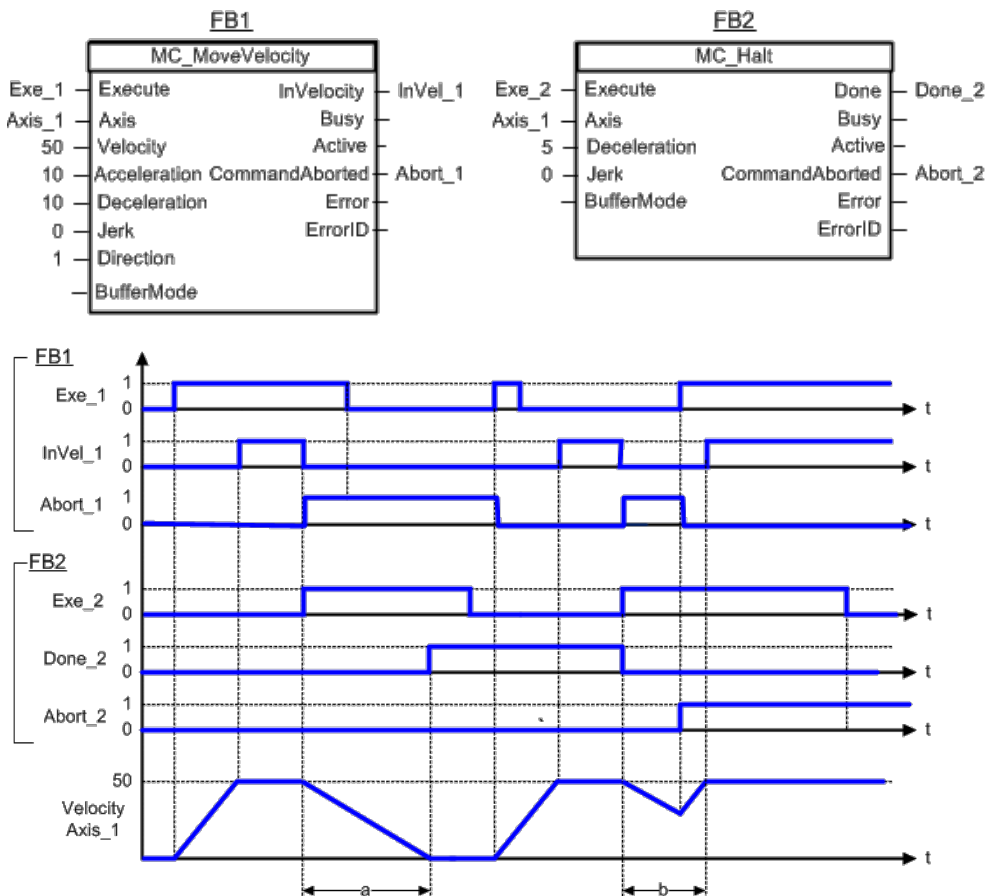 FB1
MC_MoveVelocity
Exe_1 Execute InVelocity InVel_1
Axis_1 Axis Busy
50 Velocity Active
10 Acceleration CommandAborted Abort_1
10 Deceleration Error
0 Jerk ErrorID
1 Direction
BufferMode
FB2
MC_Halt
Exe_2 Execute Done Done_2
Axis_1 Axis Busy
5 Deceleration Active
0 Jerk CommandAborted Abort_2
BufferMode Error
ErrorID
FB1
Exe_1 1
0 t
InVel_1 1
0 t
Abort_1 1
0 t
FB2
Exe_2 1
0 t
Done_2 1
0 t
Abort_2 1
0 t
50
Velocity
Axis_1
t
a b